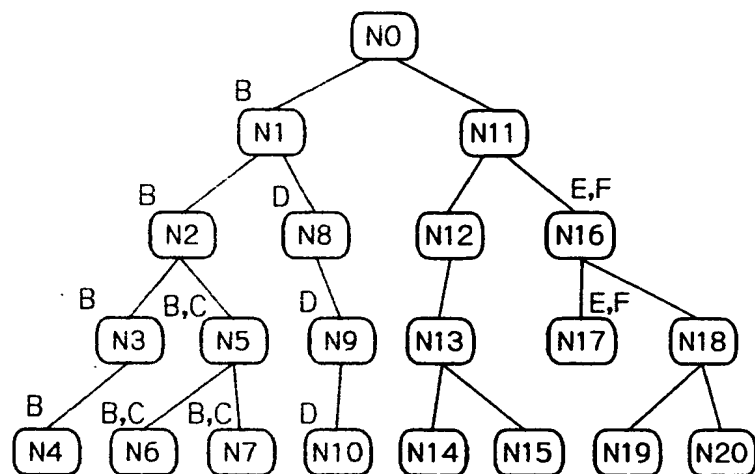 N0
B
N1 N11
B D E,F
N2 N8 N12 N16
B B,C D E,F
N3 N5 N9 N13 N17 N18
B B,C B,C D
N4 N6 N7 N10 N14 N15 N19 N20